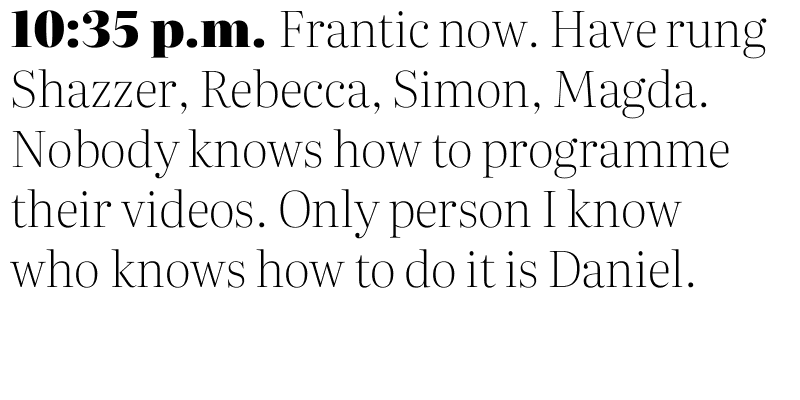 10:35 p.m. Frantic now. Have rung
Shazzer, Rebecca, Simon, Magda.
Nobody knows how to programme
their videos. Only person I know
who knows how to do it is Daniel.